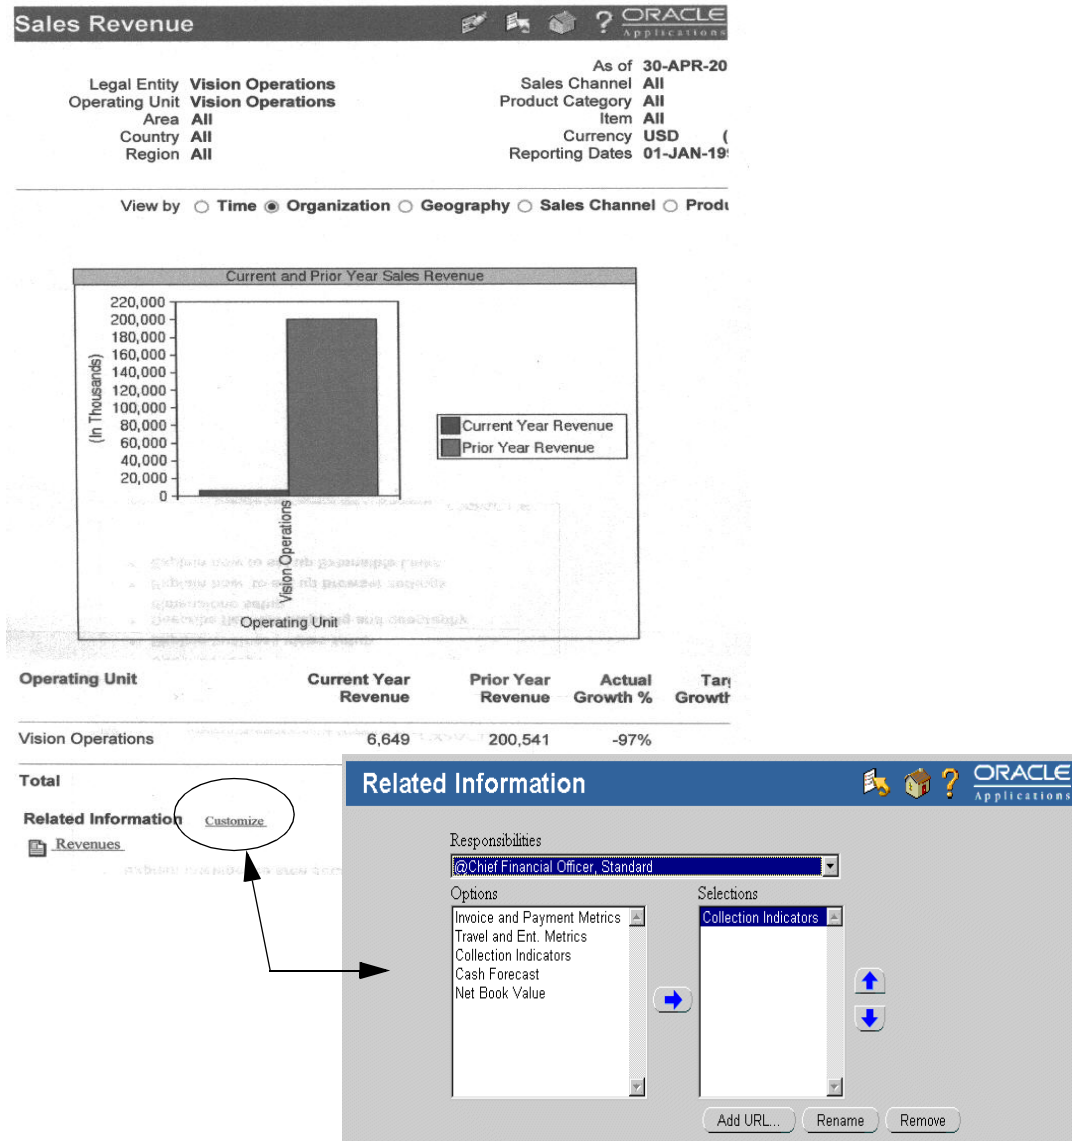 Sales Revenue
? ORACLE
Applications
As of 30-APR-20
Legal Entity Vision Operations
Sales Channel All
Operating Unit Vision Operations
Product Category All
Area All
Item All
Country All
Currency USD (
Region All
Reporting Dates 01-JAN-199
View by Time Organization Geography Sales Channel Produ
Current and Prior Year Sales Revenue
220,000
200,000
180,000
160,000
140,000
120,000
100,000
80,000
60,000
40,000
20,000
0
(In Thousands)
Current Year Revenue
Prior Year Revenue
Vision Operations
Operating Unit
Operating Unit Current Year Revenue Prior Year Revenue Actual Growth % Targ Growth
Vision Operations 6,649 200,541 -97%
Total
Related Information Customize
Revenues
Related Information
? ORACLE
Applications
Responsibilities
@Chief Financial Officer, Standard
Options
Selections
Invoice and Payment Metrics
Travel and Ent. Metrics
Collection Indicators
Cash Forecast
Net Book Value
Collection Indicators
Add URL...
Rename
Remove